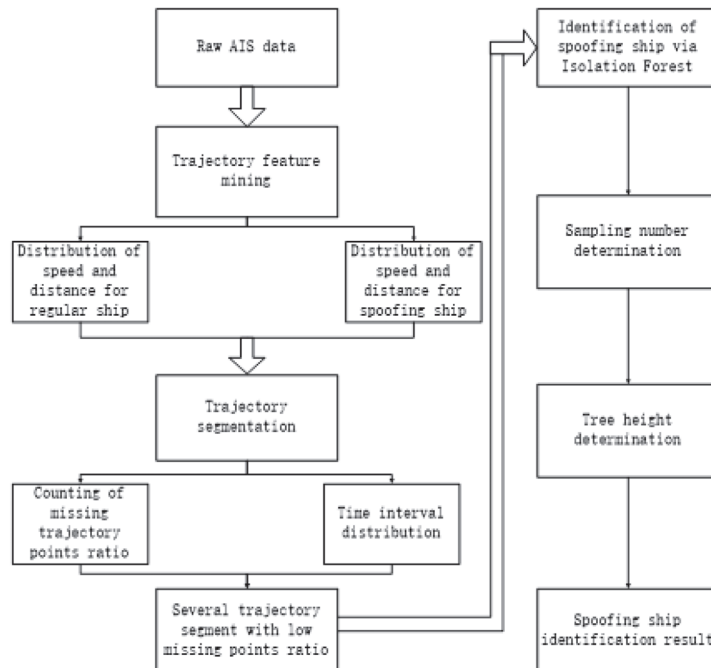 Raw AIS data
Trajectory feature
mining
Distribution of
speed and
distance for
regular ship
Distribution of
speed and
distance for
spoofing ship
Trajectory
segmentation
Counting of
missing
trajectory
points ratio
Time interval
distribution
Several trajectory
segment with low
missing points ratio
Identification of
spoofing ship via
Isolation Forest
Sampling number
determination
Tree height
determination
Spoofing ship
identification result